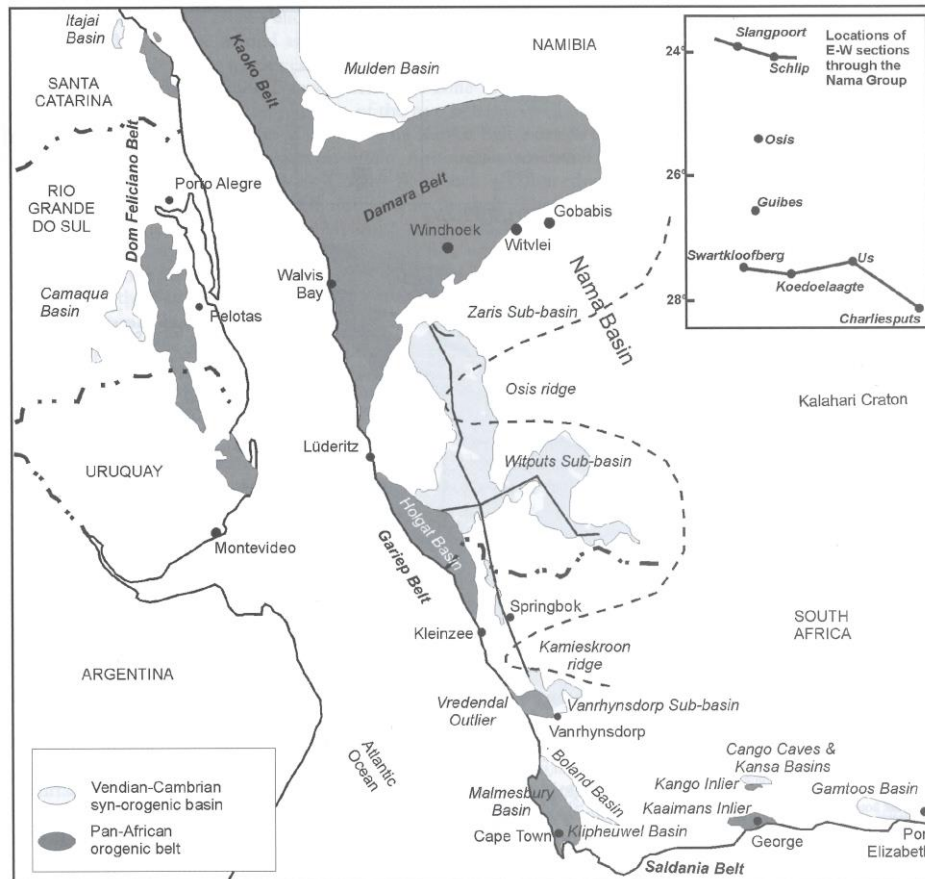 Itajai
Basin
SANTA
CATARINA
Dom Feliciano Belt
RIO
GRANDE
DO SUL
Porto Alegre
Camaqua
Basin
Pelotas
URUQUAY
Montevideo
ARGENTINA
Kaoko Belt
NAMIBIA
Mulden Basin
Damara Belt
Windhoek
Gobabis
Witvlei
Walvis
Bay
Nama Basin
Zaris Sub-basin
Osis ridge
Kalahari Craton
Lüderitz
Witputs Sub-basin
Holgat Basin
Gariep Belt
Springbok
Kleinzee
SOUTH
AFRICA
Kamieskroon
ridge
Vredendal
Outlier
Vanrhynsdorp Sub-basin
Vanrhynsdorp
Atlantic
Ocean
Boland Basin
Malmesbury
Basin
Cape Town
Klipheuwel Basin
Cango Caves &
Kansa Basins
Kango Inlier
Kaaimans Inlier
Gamtoos Basin
George
Port
Elizabeth
Saldania Belt
24°
26°
28°
Slangpoort
Schlip
Locations of
E-W sections
through the
Nama Group
Osis
Guibes
Swartkloofberg
Us
Koedoelaagte
Charliesputs
Vendian-Cambrian
syn-orogenic basin
Pan-African
orogenic belt